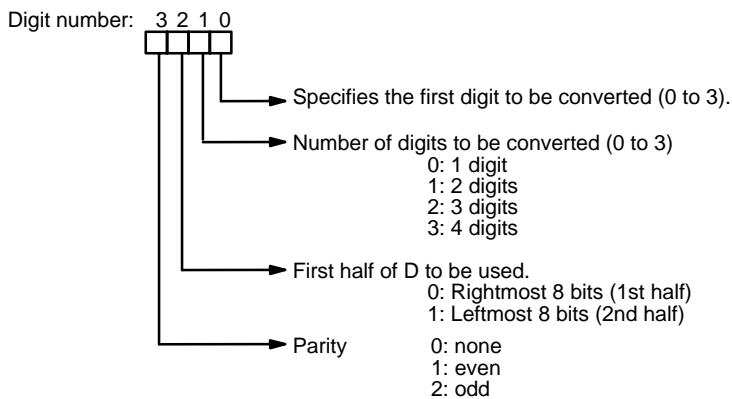 Digit number: 3 2 1 0
Specifies the first digit to be converted (0 to 3).
Number of digits to be converted (0 to 3)
0: 1 digit
1: 2 digits
2: 3 digits
3: 4 digits
First half of D to be used.
0: Rightmost 8 bits (1st half)
1: Leftmost 8 bits (2nd half)
Parity 0: none
1: even
2: odd